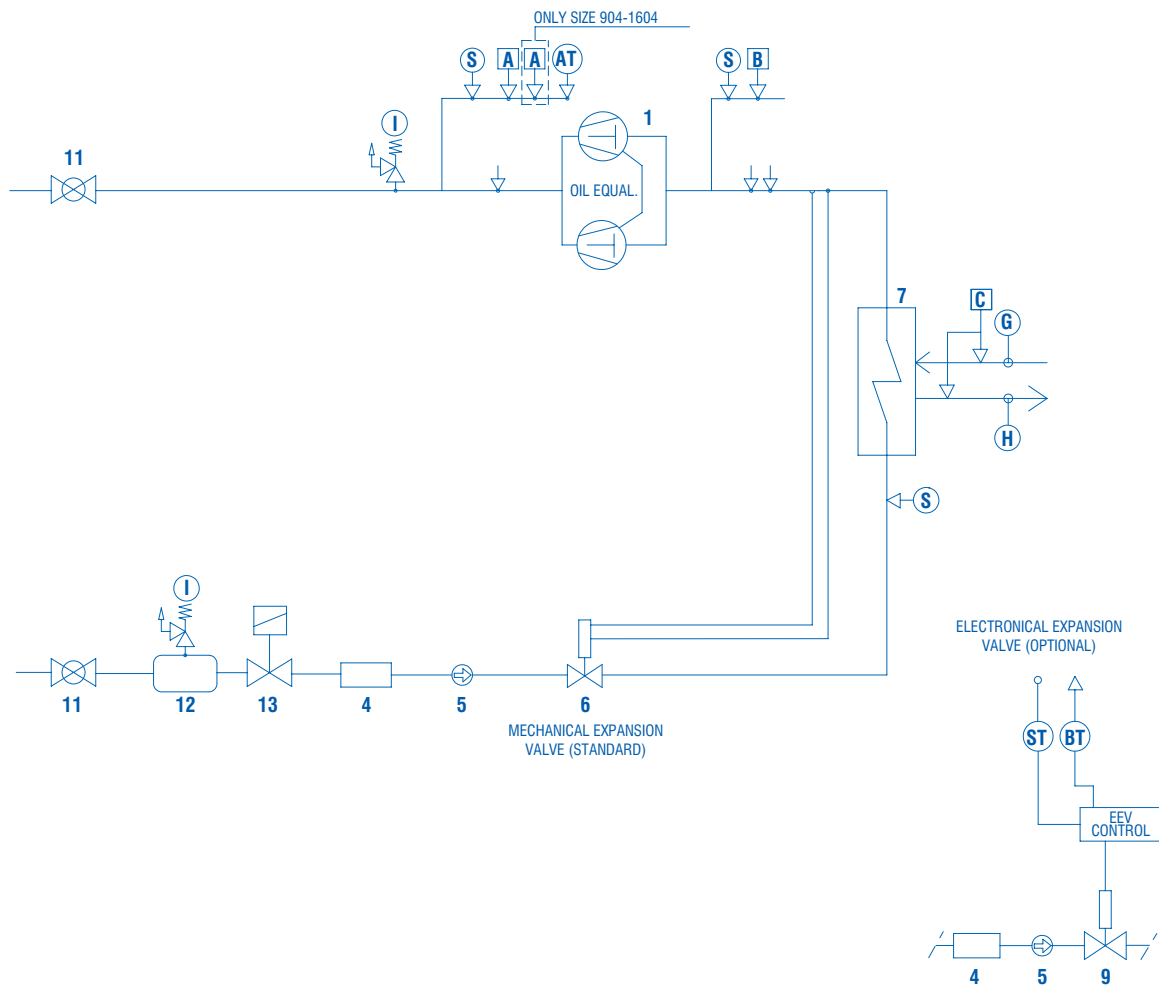 ONLY SIZE 904-1604
S A A AT S B
I
1
11
OIL EQUAL.
7
C
G
H
S
I
11 12 13 4 5 6
MECHANICAL EXPANSION
VALVE (STANDARD)
ELECTRONICAL EXPANSION
VALVE (OPTIONAL)
ST BT
EEV
CONTROL
4 5 9